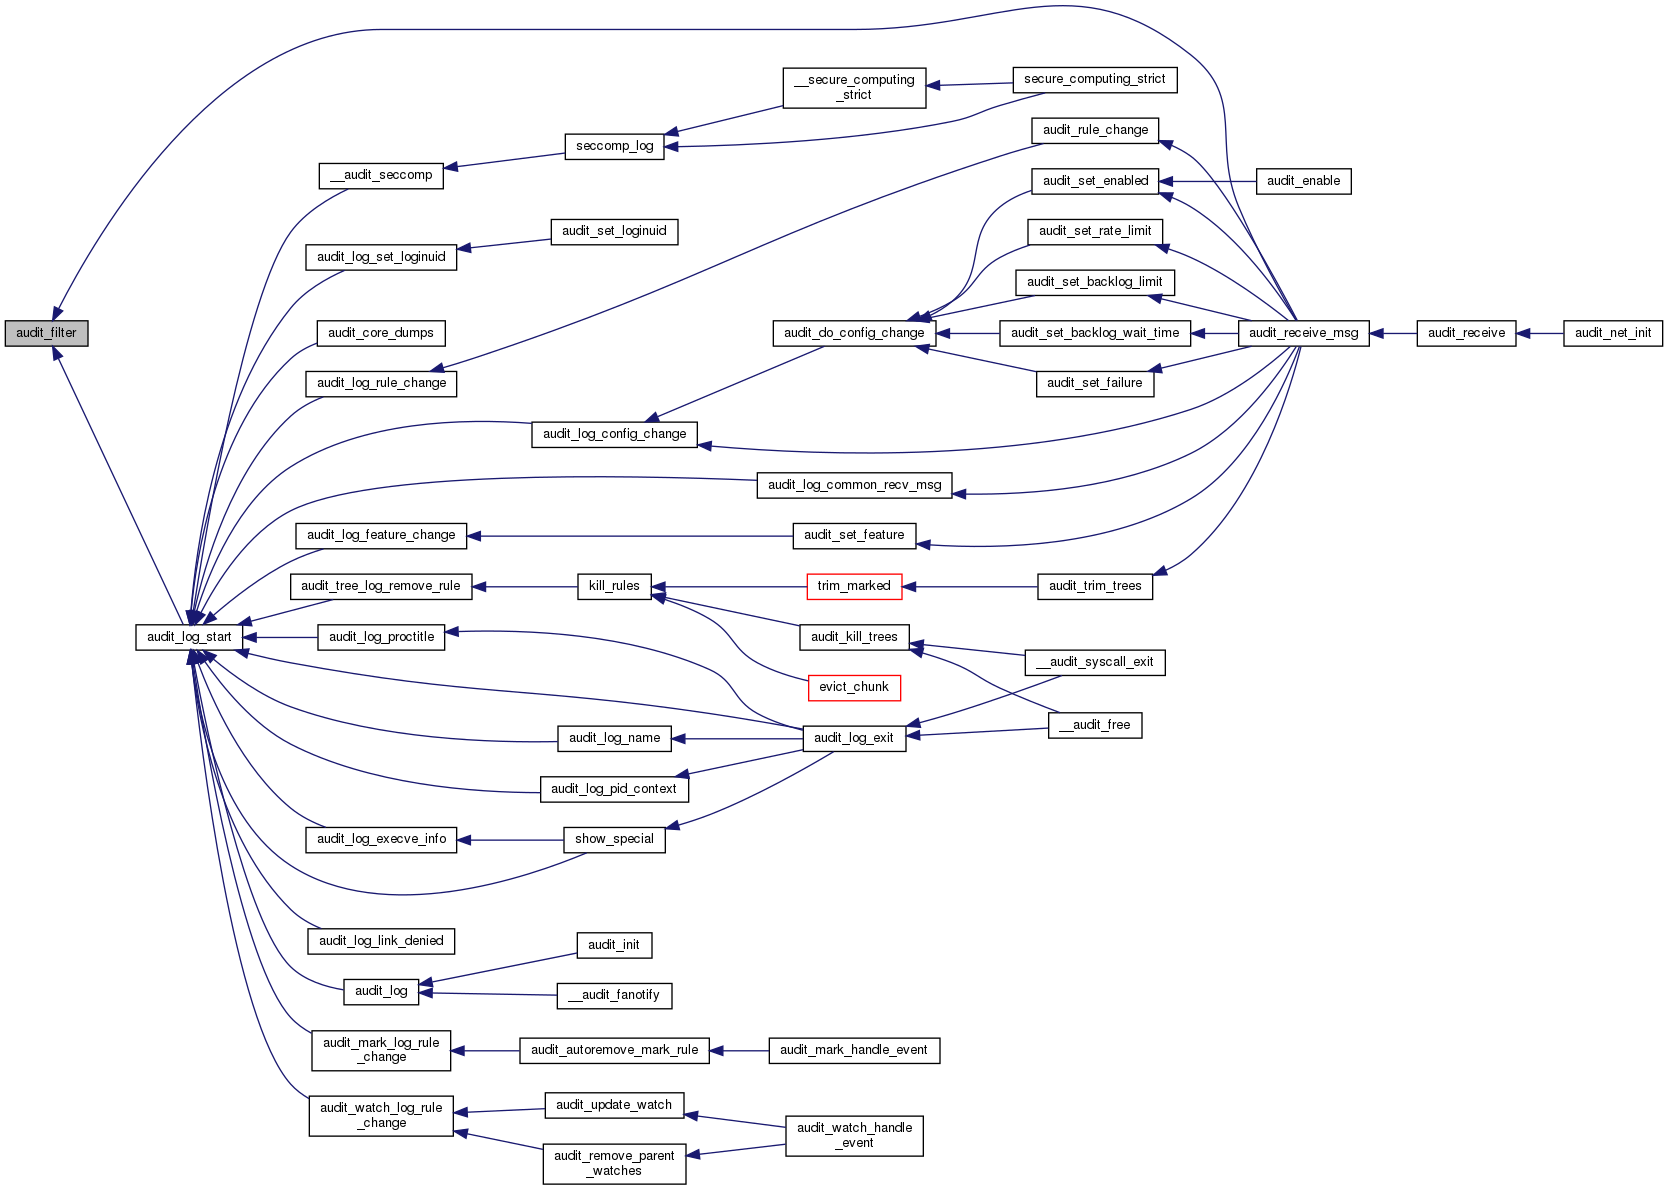 __secure_computing
_strict
secure_computing_strict
audit_rule_change
seccomp_log
__audit_seccomp
audit_set_enabled
audit_enable
audit_set_loginuid
audit_set_rate_limit
audit_log_set_loginuid
audit_set_backlog_limit
audit_filter
audit_core_dumps
audit_do_config_change
audit_set_backlog_wait_time
audit_receive_msg
audit_receive
audit_net_init
audit_log_rule_change
audit_set_failure
audit_log_config_change
audit_log_common_recv_msg
audit_log_feature_change
audit_set_feature
audit_tree_log_remove_rule
kill_rules
trim_marked
audit_trim_trees
audit_log_start
audit_log_proctitle
audit_kill_trees
__audit_syscall_exit
evict_chunk
__audit_free
audit_log_name
audit_log_exit
audit_log_pid_context
audit_log_execve_info
show_special
audit_log_link_denied
audit_init
audit_log
__audit_fanotify
audit_mark_log_rule
_change
audit_autoremove_mark_rule
audit_mark_handle_event
audit_watch_log_rule
_change
audit_update_watch
audit_watch_handle
_event
audit_remove_parent
_watches